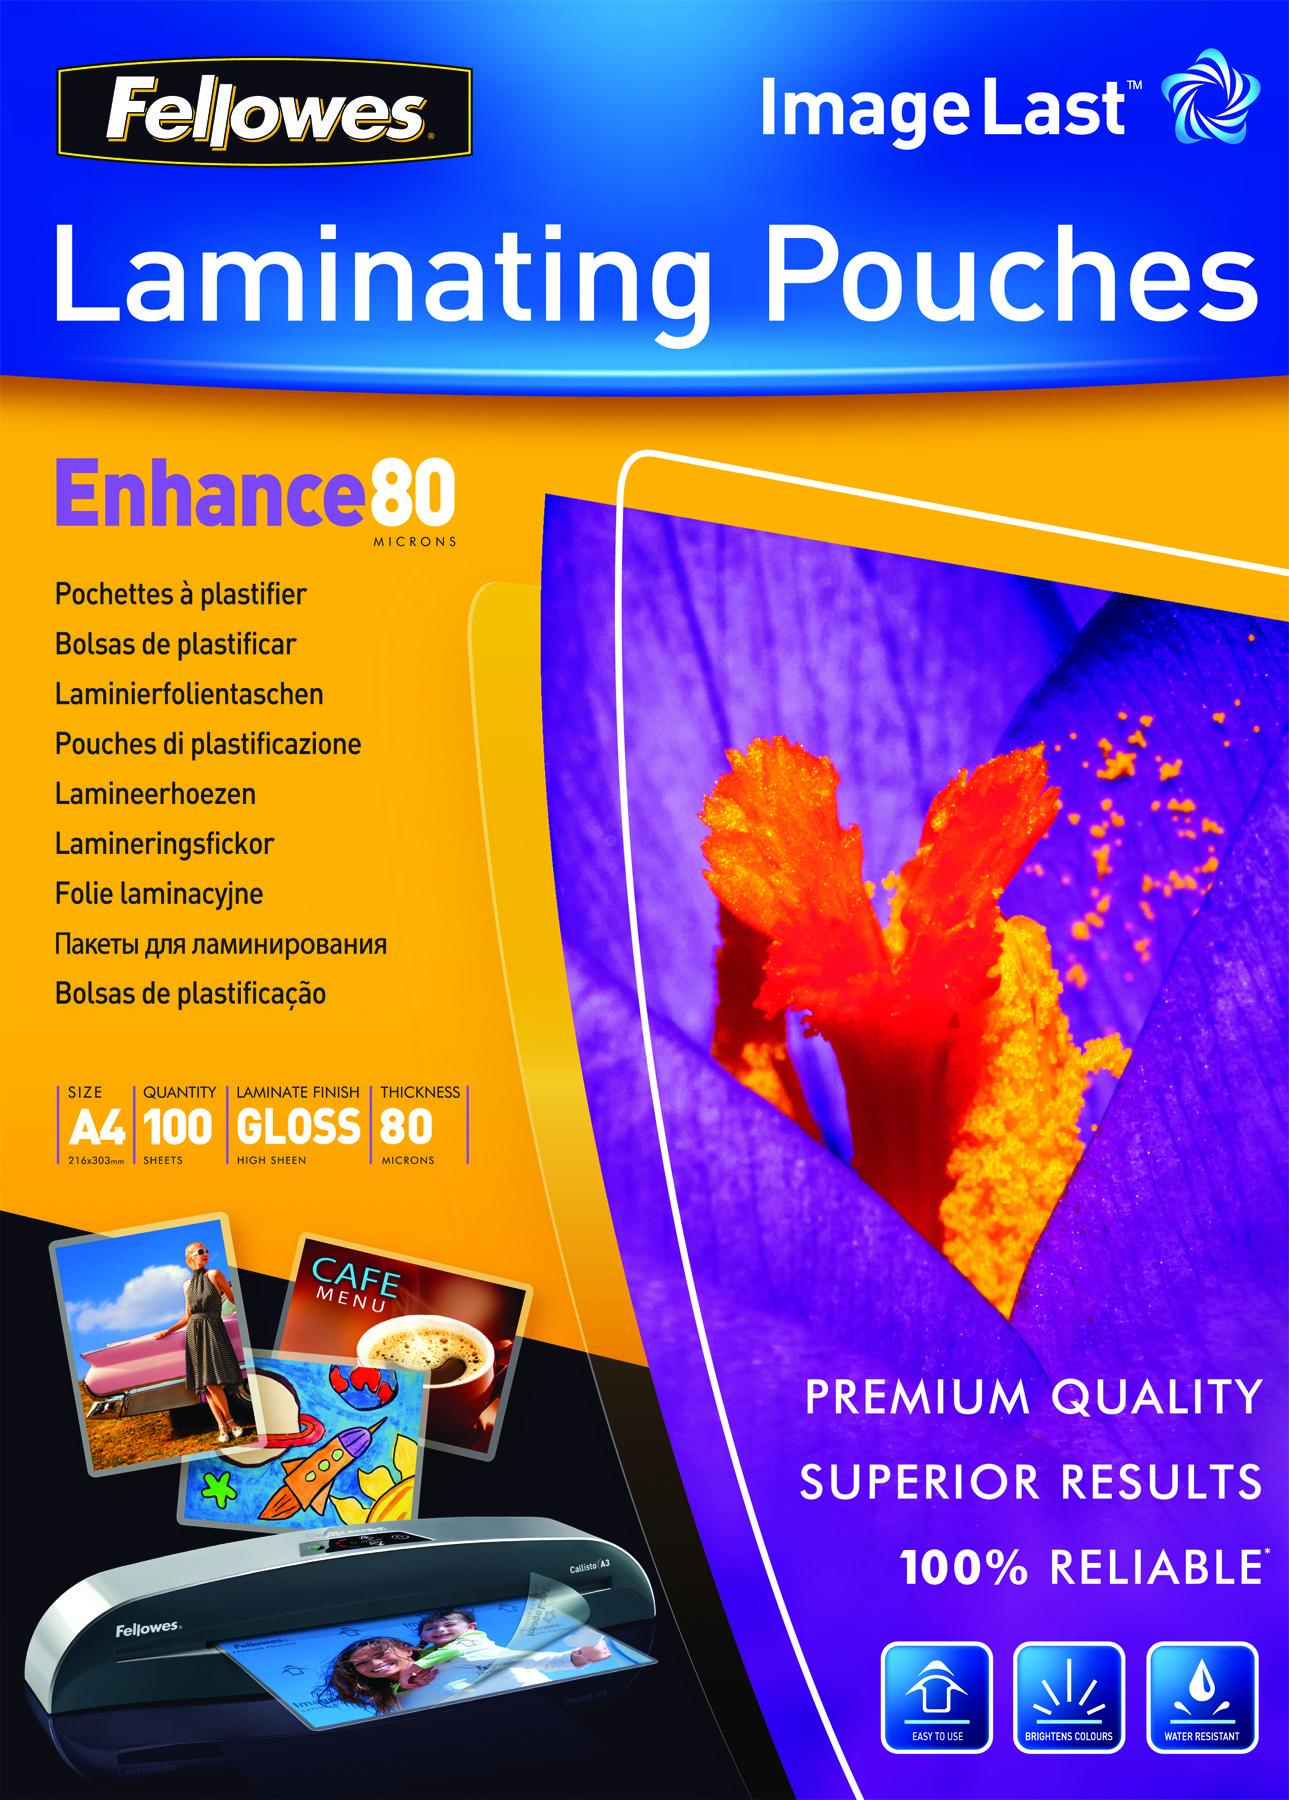 Fellowes®
ImageLast™
Laminating Pouches
Enhance80
MICRONS
Pochettes à plastifier
Bolsas de plastificar
Laminierfolientaschen
Pouches di plastificazione
Lamineerhoezen
Lamineringsfickor
Folie laminacyjne
Пакеты для ламинирования
Bolsas de plastificação
SIZE QUANTITY LAMINATE FINISH THICKNESS
A4 100 GLOSS 80
216x303mm SHEETS HIGH SHEEN MICRONS
CAFE
MENU
PREMIUM QUALITY
SUPERIOR RESULTS
100% RELIABLE*
Callisto A3
Fellowes
Fellowes
EASY TO USE
BRIGHTENS COLOURS
WATER RESISTANT